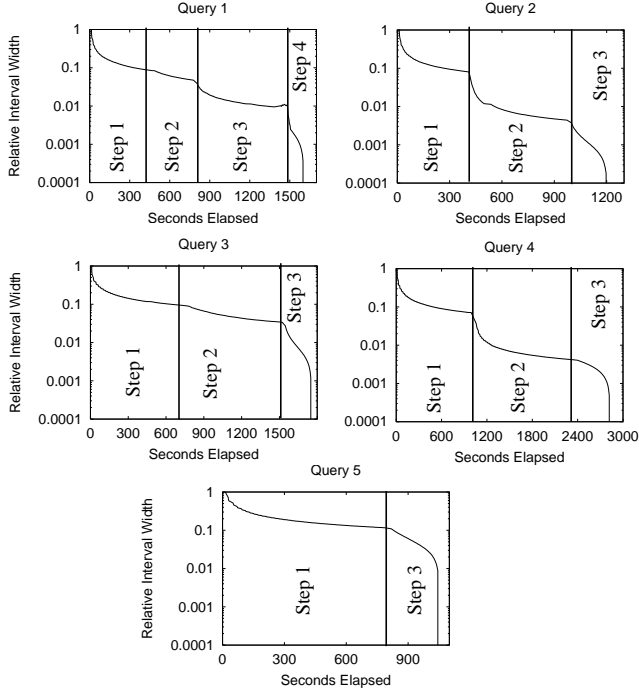 Query 1
Relative Interval Width
1
0.1
0.01
0.001
0.0001
Step 1
Step 2
Step 3
Step 4
0 300 600 900 1200 1500
Seconds Elapsed
Query 2
Relative Interval Width
1
0.1
0.01
0.001
0.0001
Step 1
Step 2
Step 3
0 300 600 900 1200
Seconds Elapsed
Query 3
Relative Interval Width
1
0.1
0.01
0.001
0.0001
Step 1
Step 2
Step 3
0 300 600 900 1200 1500
Seconds Elapsed
Query 4
Relative Interval Width
1
0.1
0.01
0.001
0.0001
Step 1
Step 2
Step 3
0 600 1200 1800 2400 3000
Seconds Elapsed
Query 5
Relative Interval Width
1
0.1
0.01
0.001
0.0001
Step 1
Step 3
0 300 600 900
Seconds Elapsed